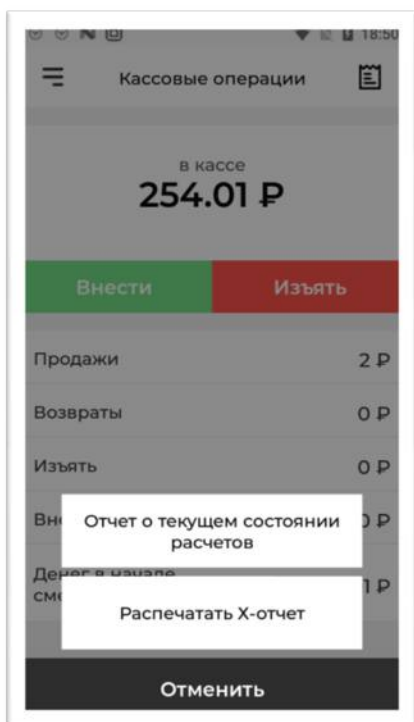 18:50
Кассовые операции
в кассе
254.01 ₽
Внести
Изъять
Продажи
2 ₽
Возвраты
0 ₽
Изъять
0 ₽
Отчет о текущем состоянии
расчетов
Распечатать X-отчет
Отменить